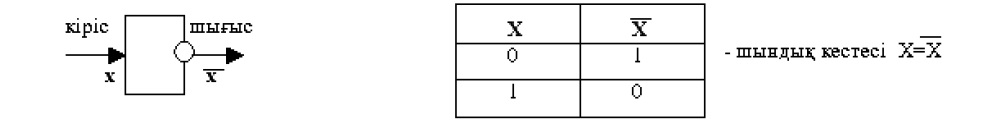 кіріс шығыс
x x̅
X X̅
0 1
1 0
- шындық кестесі X=X̅